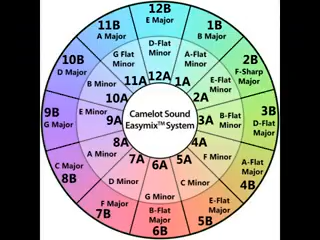 12B
E Major
1B
B Major
2B
F-Sharp
Major
3B
D-Flat
Major
A-Flat
Major
4B
E-Flat
Major
5B
B-Flat
Major
6B
F Major
7B
C Major
8B
9B
G Major
10B
D Major
11B
A Major
D-Flat
Minor
12A
A-Flat
Minor
1A
E-Flat
Minor
2A
B-Flat
Minor
3A
4A
F Minor
5A
C Minor
6A
G Minor
7A
D Minor
8A
A Minor
E Minor
9A
B Minor
10A
G Flat
Minor
11A
Camelot Sound
Easymix™ System